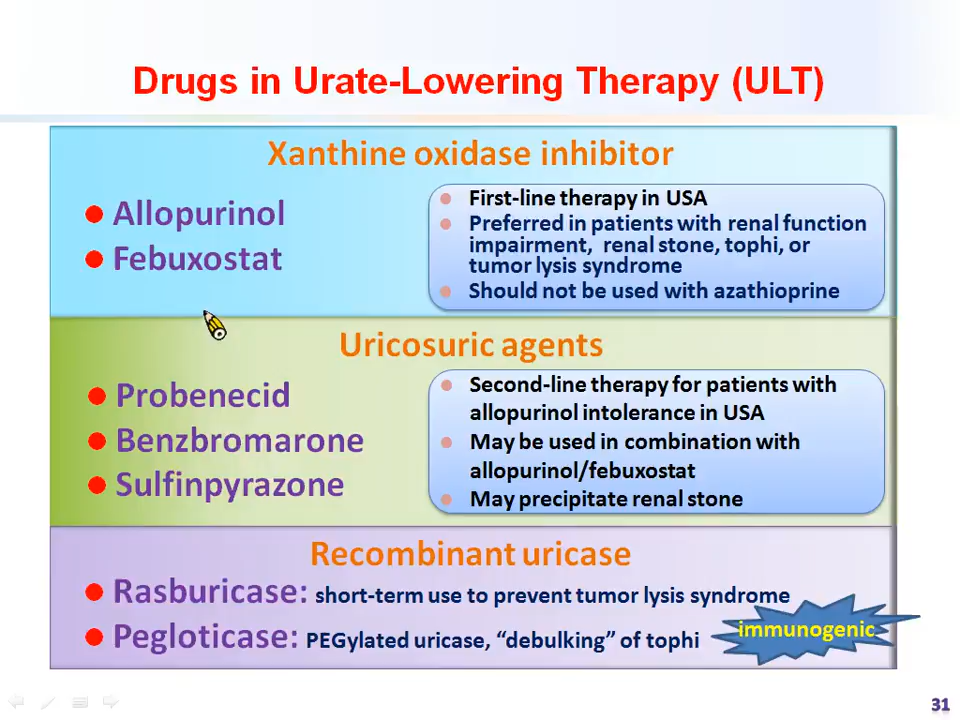 Drugs in Urate-Lowering Therapy (ULT)
Xanthine oxidase inhibitor
Allopurinol
Febuxostat
First-line therapy in USA
Preferred in patients with renal function
impairment, renal stone, tophi, or
tumor lysis syndrome
Should not be used with azathioprine
Uricosuric agents
Probenecid
Benzbromarone
Sulfinpyrazone
Second-line therapy for patients with
allopurinol intolerance in USA
May be used in combination with
allopurinol/febuxostat
May precipitate renal stone
Recombinant uricase
Rasburicase: short-term use to prevent tumor lysis syndrome
Pegloticase: PEGylated uricase, “debulking” of tophi
immunogenic
31